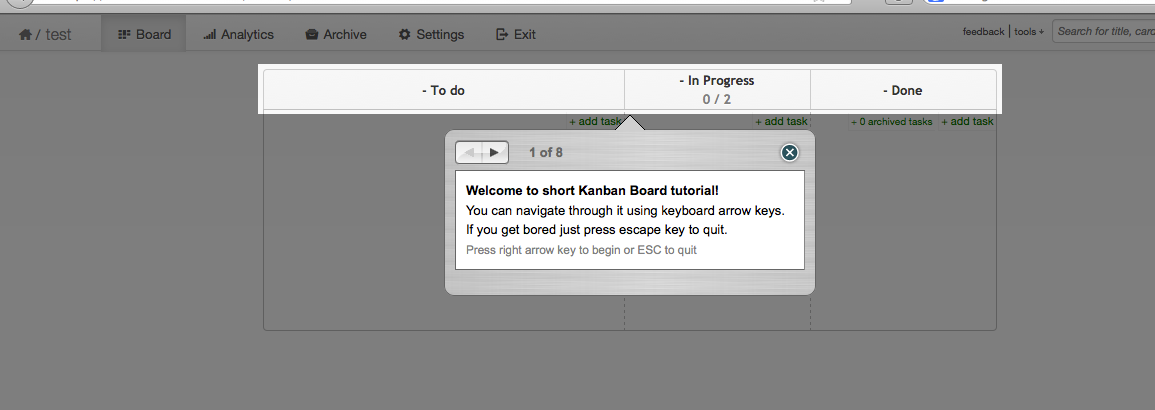 / test
Board
Analytics
Archive
Settings
Exit
feedback | tools +
Search for title, card
- To do
- In Progress
0 / 2
- Done
+ add task
+ add task
+ 0 archived tasks
+ add task
1 of 8
Welcome to short Kanban Board tutorial!
You can navigate through it using keyboard arrow keys.
If you get bored just press escape key to quit.
Press right arrow key to begin or ESC to quit